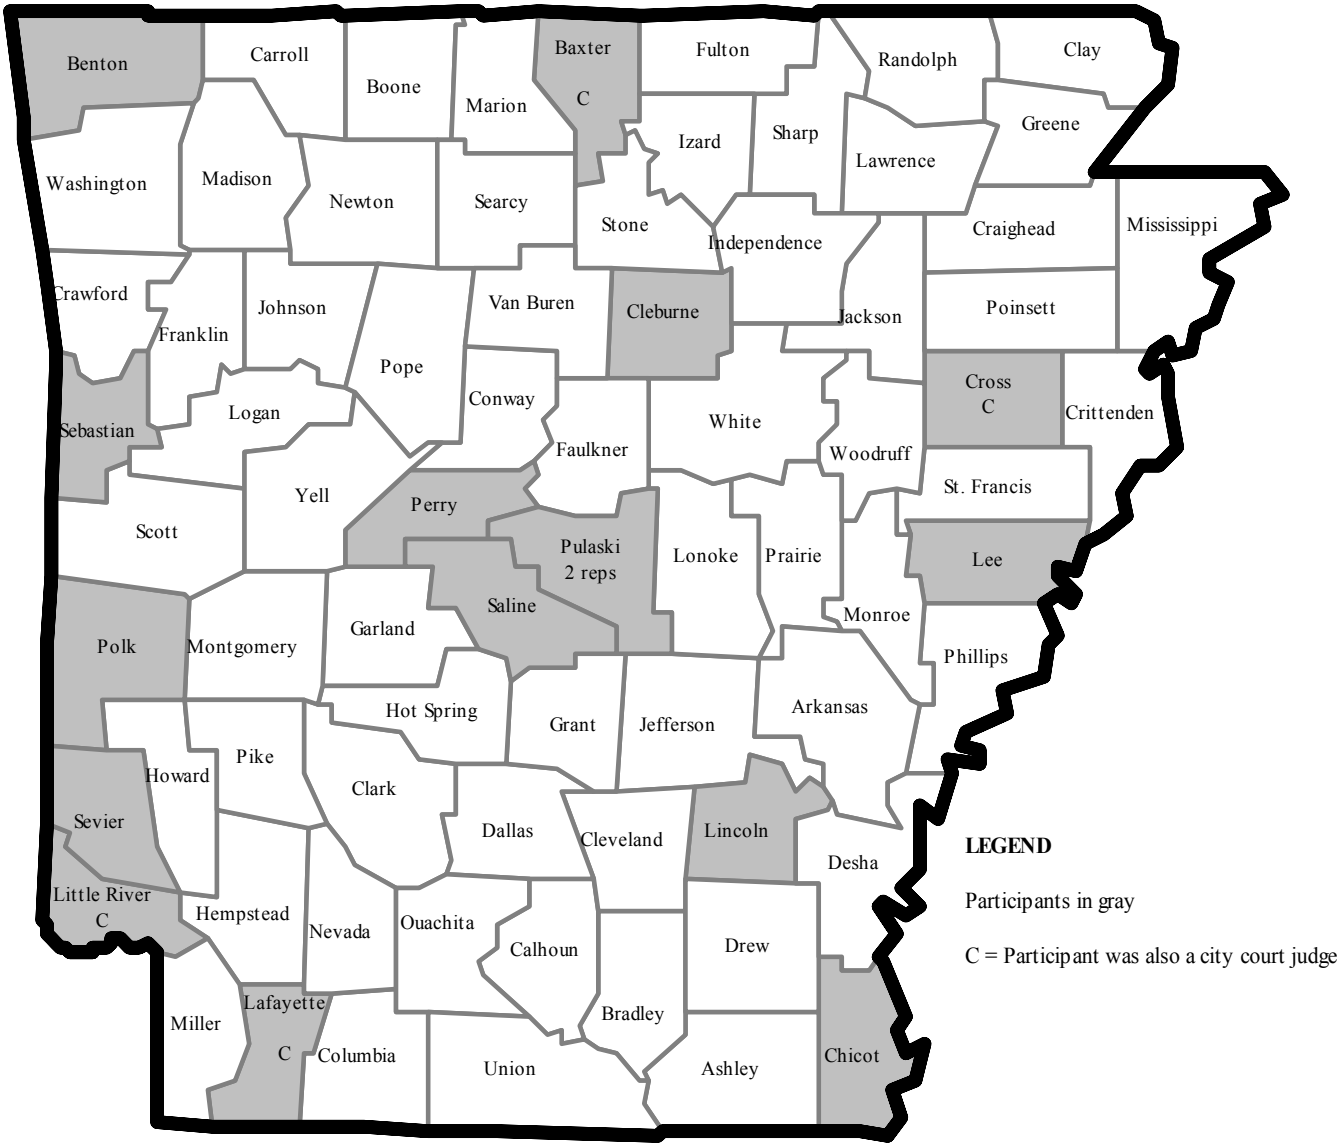 Benton
Carroll
Boone
Marion
Baxter
C
Fulton
Randolph
Clay
Izard
Sharp
Greene
Lawrence
Washington
Madison
Newton
Searcy
Stone
Independence
Craighead
Mississippi
Crawford
Franklin
Johnson
Pope
Van Buren
Cleburne
Jackson
Poinsett
Sebastian
Logan
Conway
Faulkner
White
Woodruff
Cross
C
Crittenden
Scott
Yell
Perry
Pulaski
2 reps
Lonoke
Prairie
St. Francis
Lee
Polk
Montgomery
Garland
Saline
Monroe
Phillips
Hot Spring
Grant
Jefferson
Arkansas
Howard
Pike
Clark
Sevier
Dallas
Cleveland
Lincoln
Desha
LEGEND
Participants in gray
C = Participant was also a city court judge
Little River
C
Hempstead
Nevada
Ouachita
Calhoun
Drew
Bradley
Miller
Lafayette
C
Columbia
Union
Ashley
Chicot